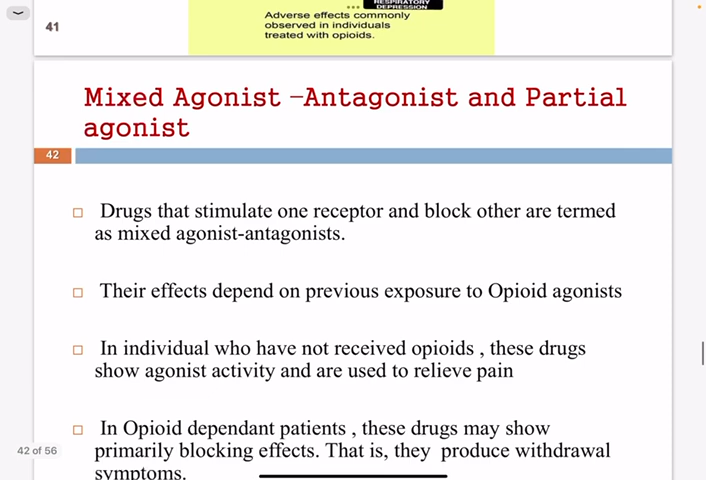 RESPIRATORY
DEPRESSION
Adverse effects commonly
observed in individuals
treated with opioids.
41
Mixed Agonist –Antagonist and Partial
agonist
42
Drugs that stimulate one receptor and block other are termed
as mixed agonist-antagonists.
Their effects depend on previous exposure to Opioid agonists
In individual who have not received opioids , these drugs
show agonist activity and are used to relieve pain
In Opioid dependant patients , these drugs may show
primarily blocking effects. That is, they produce withdrawal
symptoms.
42 of 56